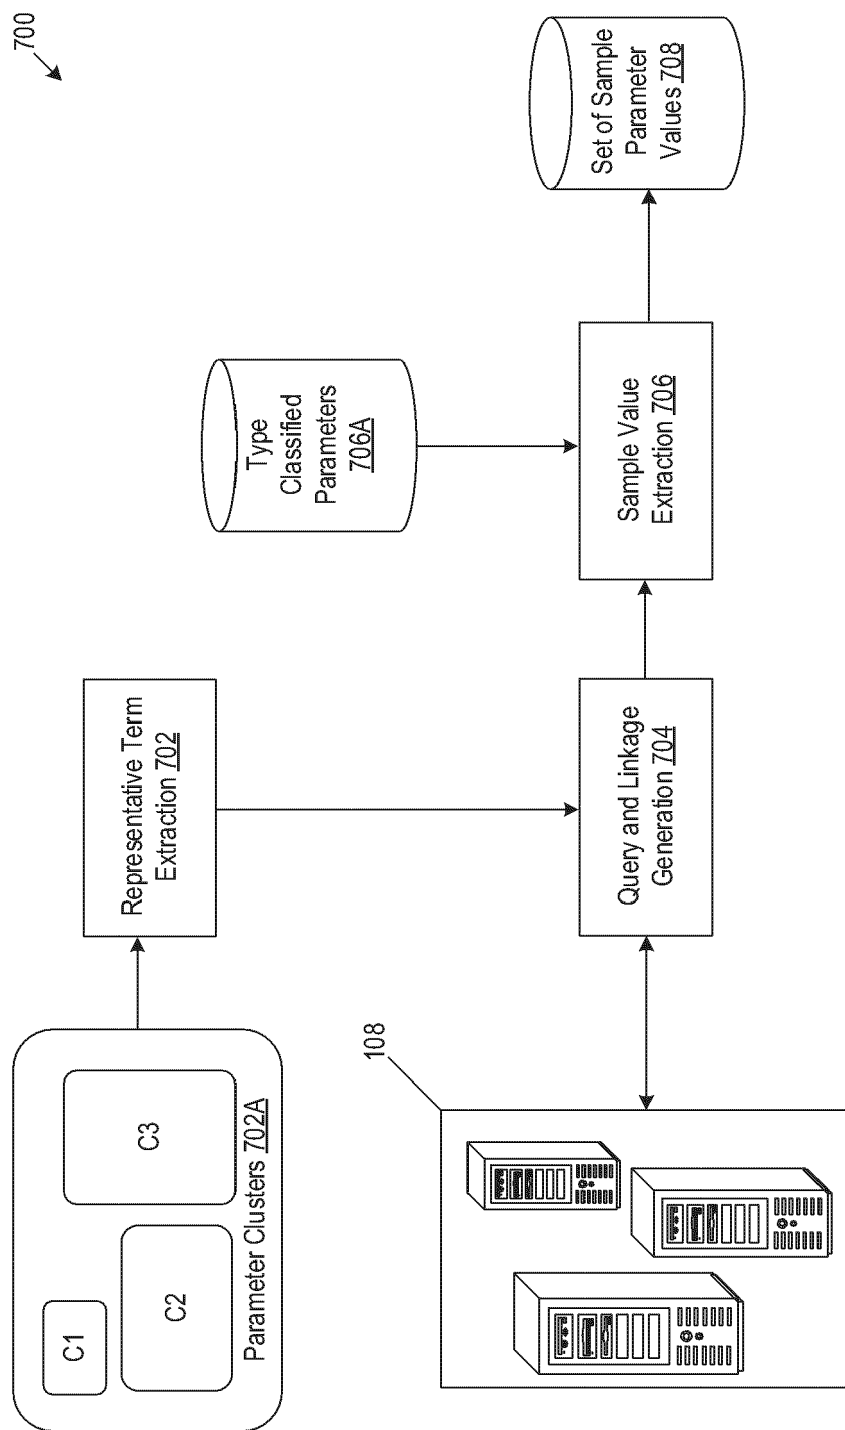 700
C1
C2
C3
Parameter Clusters 702A
Representative Term
Extraction 702
Type
Classified
Parameters
706A
108
Query and Linkage
Generation 704
Sample Value
Extraction 706
Set of Sample
Parameter
Values 708